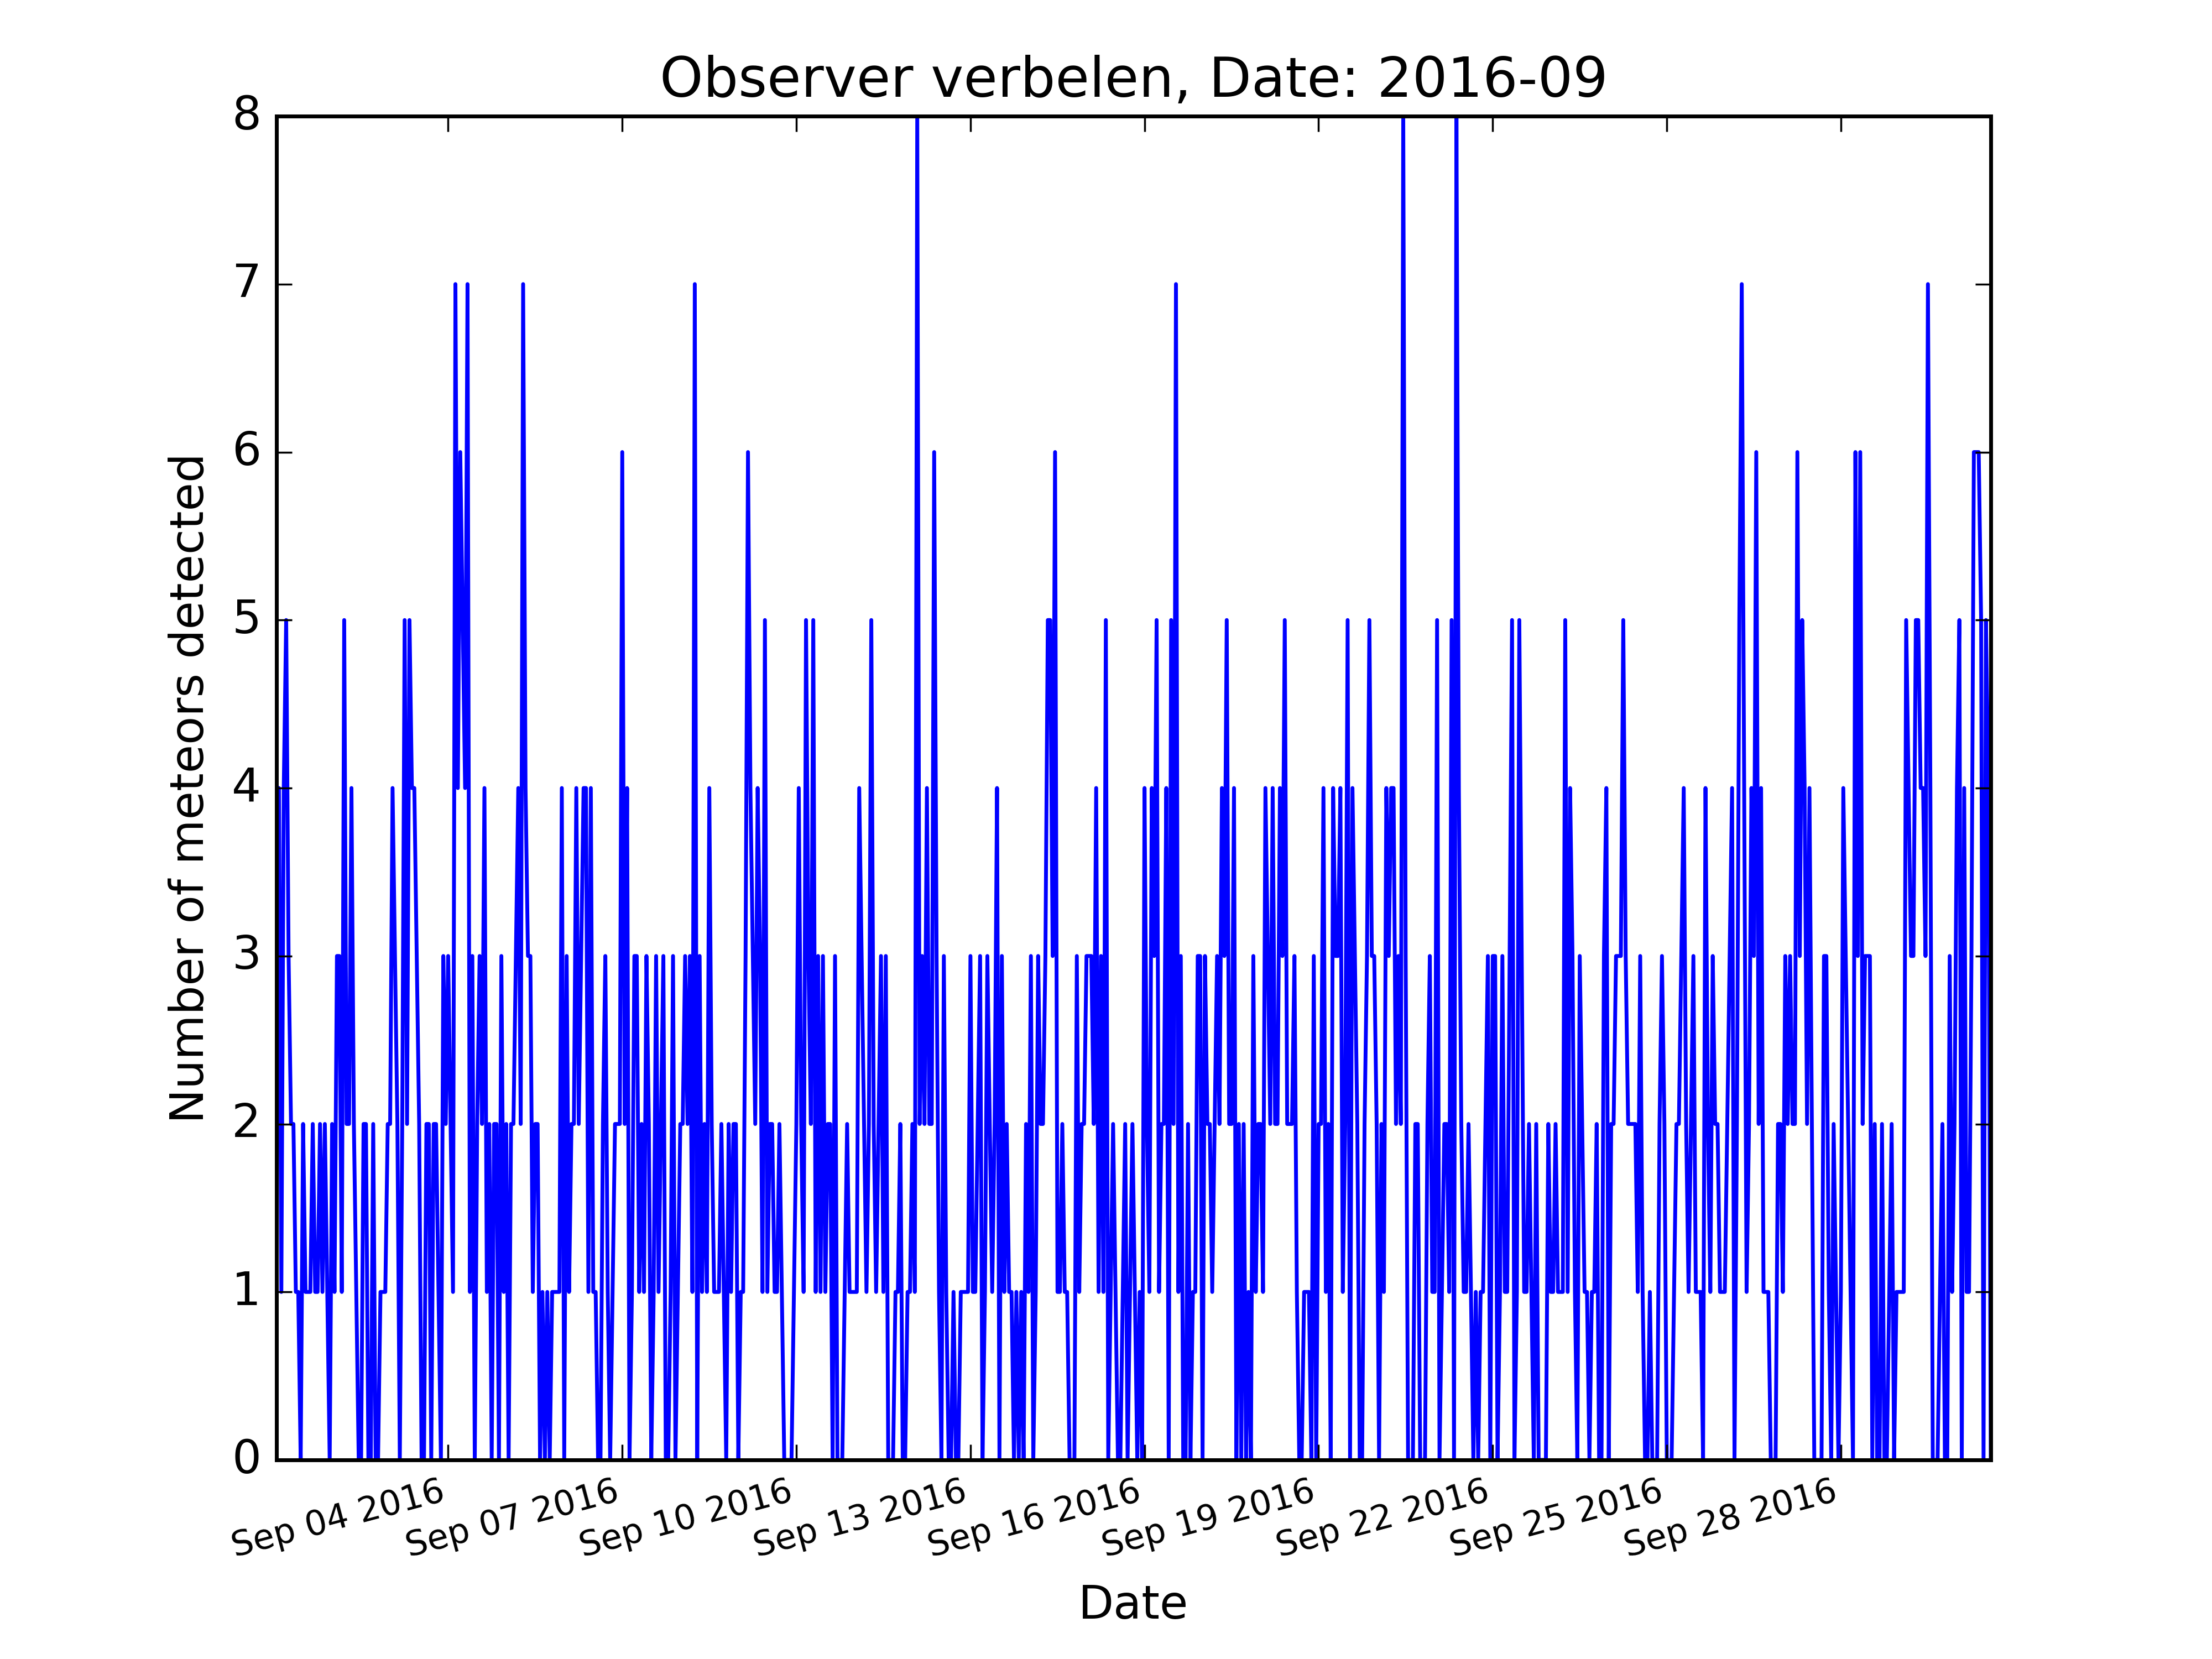 Observer verbelen, Date: 2016-09
8
7
6
5
4
3
2
1
0
Number of meteors detected
Sep 04 2016
Sep 07 2016
Sep 10 2016
Sep 13 2016
Sep 16 2016
Sep 19 2016
Sep 22 2016
Sep 25 2016
Sep 28 2016
Date